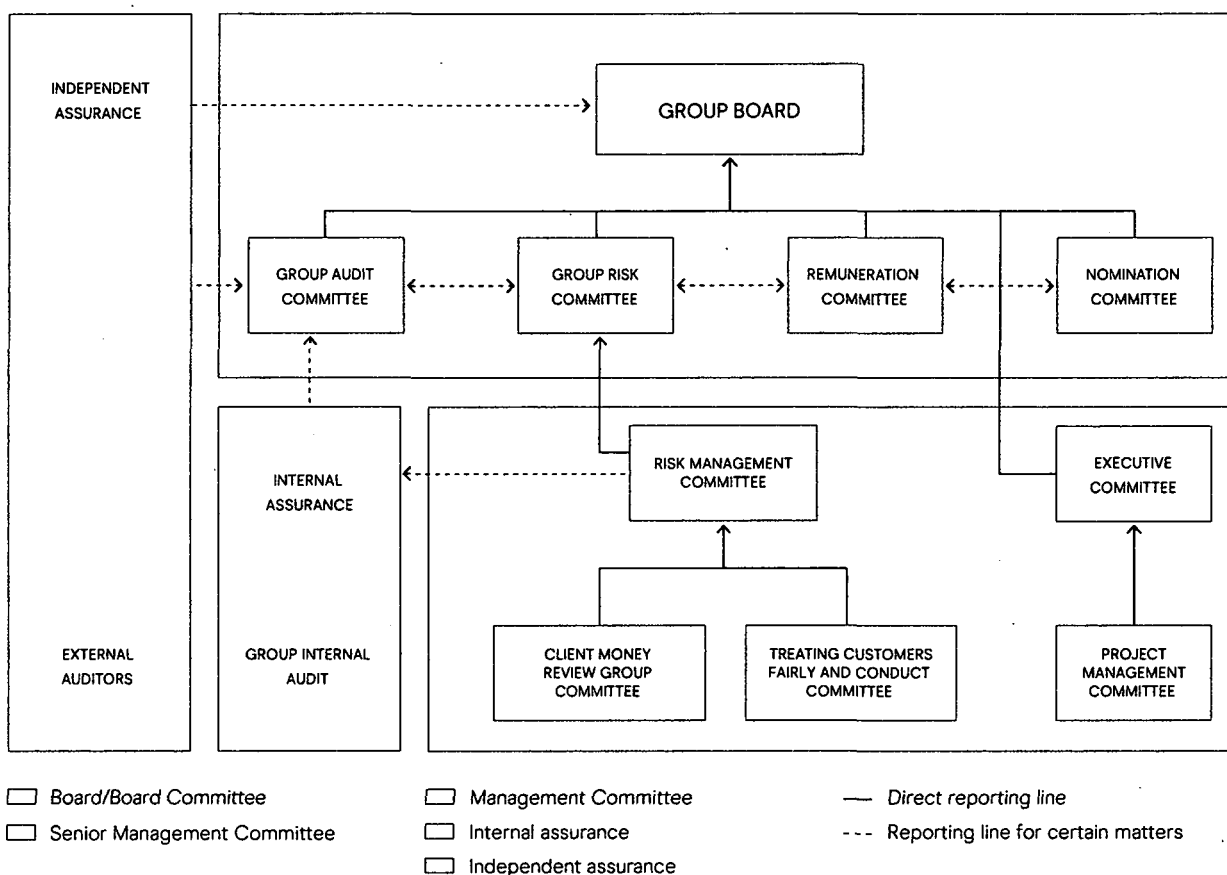 INDEPENDENT
ASSURANCE
GROUP BOARD
GROUP AUDIT
COMMITTEE
GROUP RISK
COMMITTEE
REMUNERATION
COMMITTEE
NOMINATION
COMMITTEE
INTERNAL
ASSURANCE
RISK MANAGEMENT
COMMITTEE
EXECUTIVE
COMMITTEE
EXTERNAL
AUDITORS
GROUP INTERNAL
AUDIT
CLIENT MONEY
REVIEW GROUP
COMMITTEE
TREATING CUSTOMERS
FAIRLY AND CONDUCT
COMMITTEE
PROJECT
MANAGEMENT
COMMITTEE
Board/Board Committee
Senior Management Committee
Management Committee
Internal assurance
Independent assurance
Direct reporting line
Reporting line for certain matters